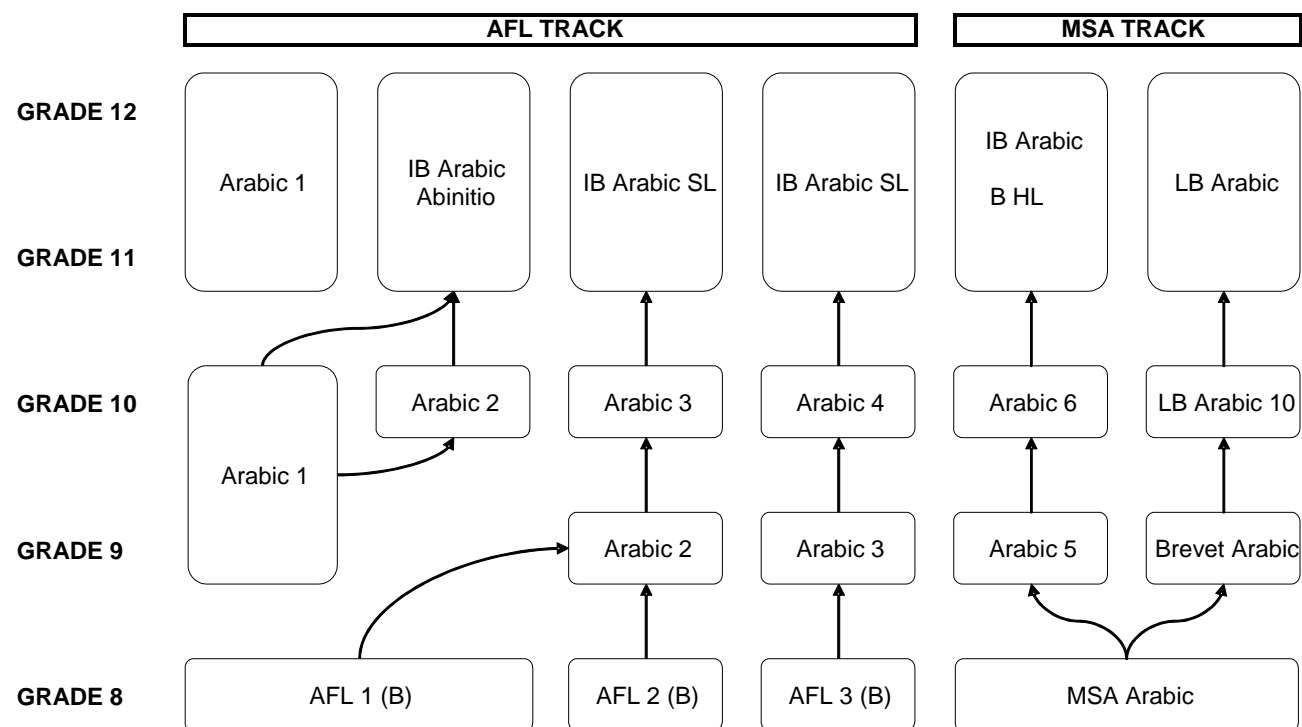 AFL TRACK
MSA TRACK
GRADE 12
GRADE 11
Arabic 1
IB Arabic
Abinitio
IB Arabic SL
IB Arabic SL
IB Arabic
B HL
LB Arabic
GRADE 10
Arabic 1
Arabic 2
Arabic 3
Arabic 4
Arabic 6
LB Arabic 10
GRADE 9
Arabic 2
Arabic 3
Arabic 5
Brevet Arabic
GRADE 8
AFL 1 (B)
AFL 2 (B)
AFL 3 (B)
MSA Arabic